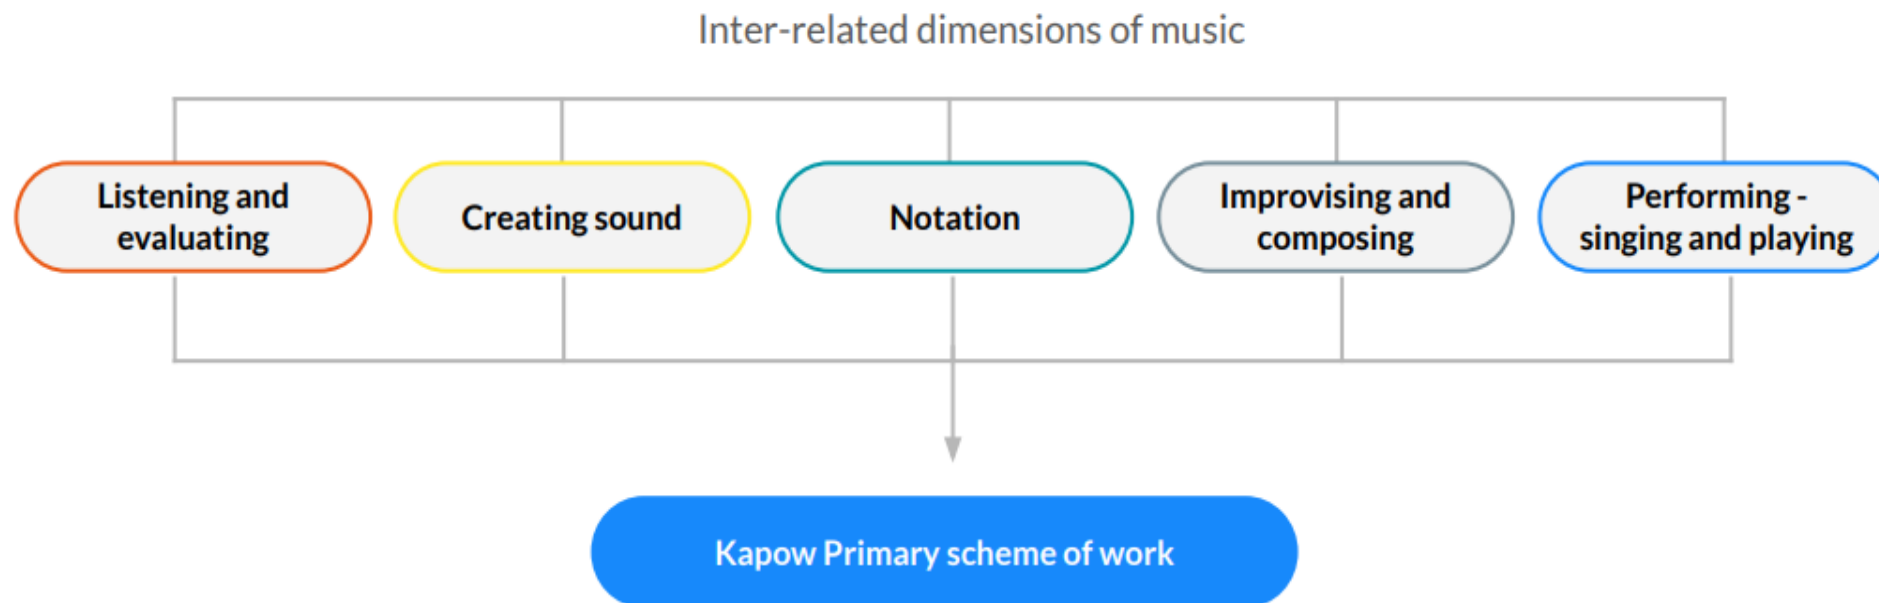 Inter-related dimensions of music
Listening and
evaluating
Creating sound
Notation
Improvising and
composing
Performing -
singing and playing
Kapow Primary scheme of work